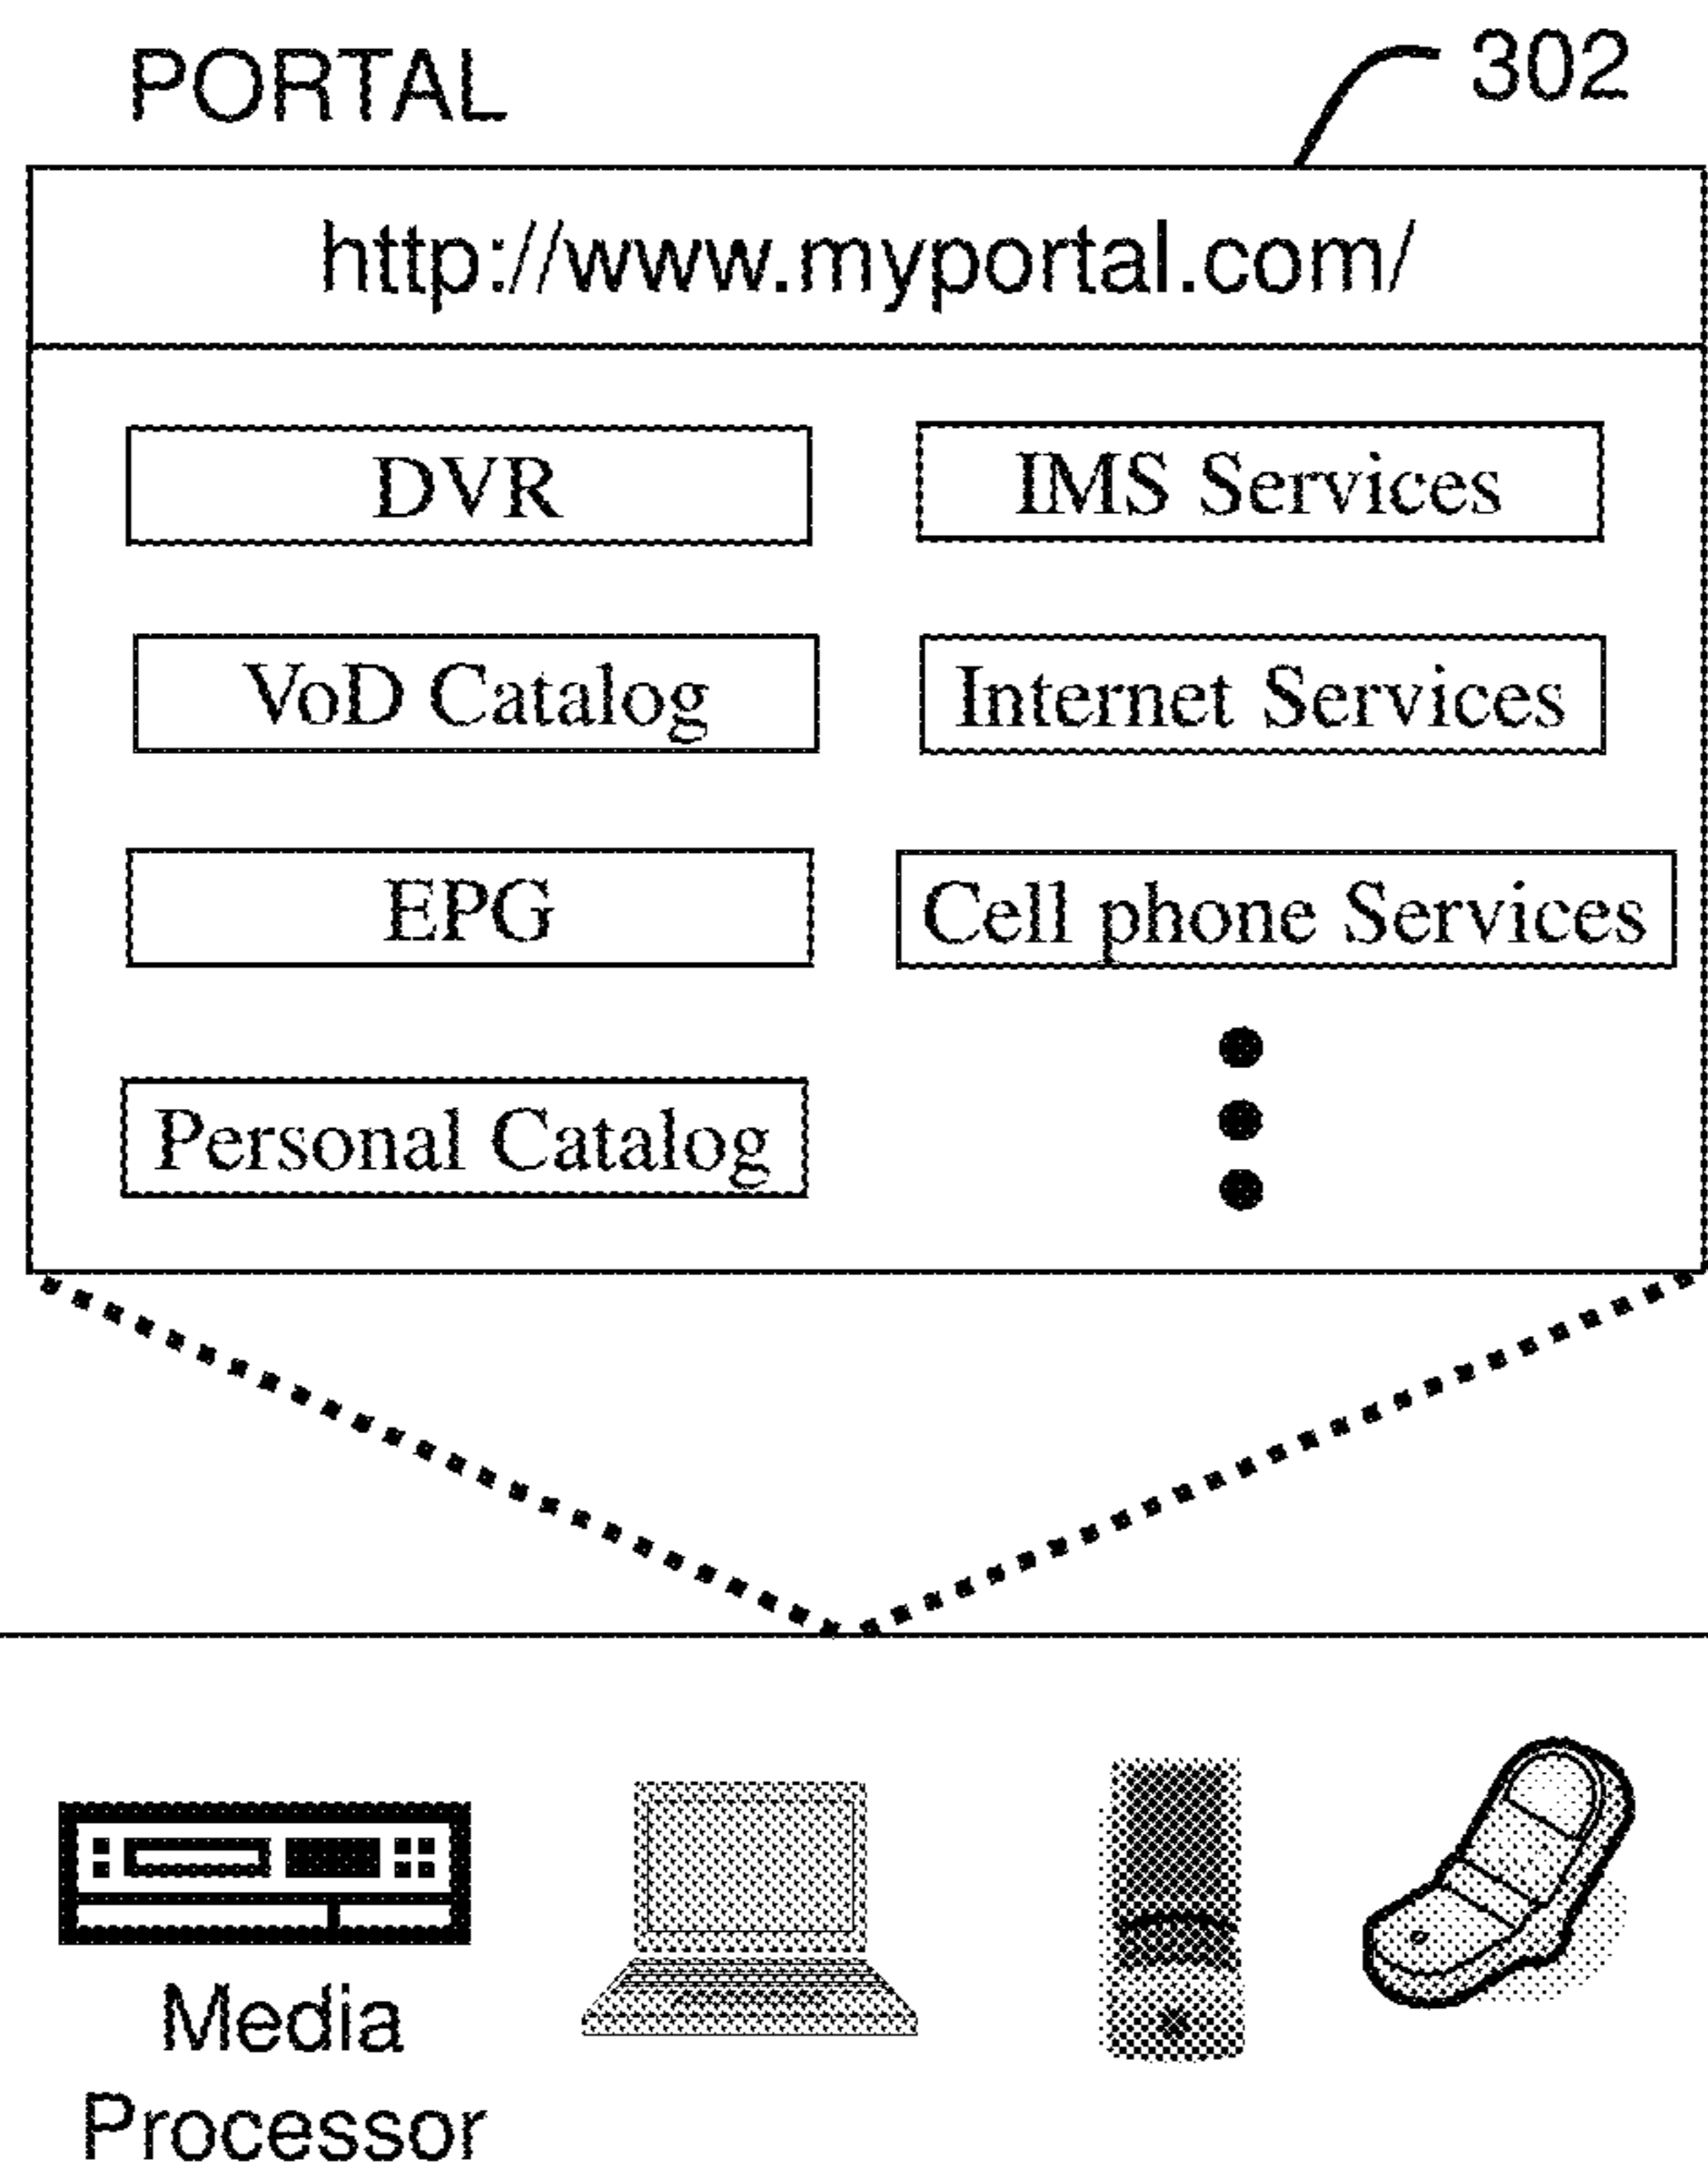 PORTAL
302
http://www.myportal.com/
DVR
IMS Services
VoD Catalog
Internet Services
EPG
Cell phone Services
Personal Catalog
Media
Processor